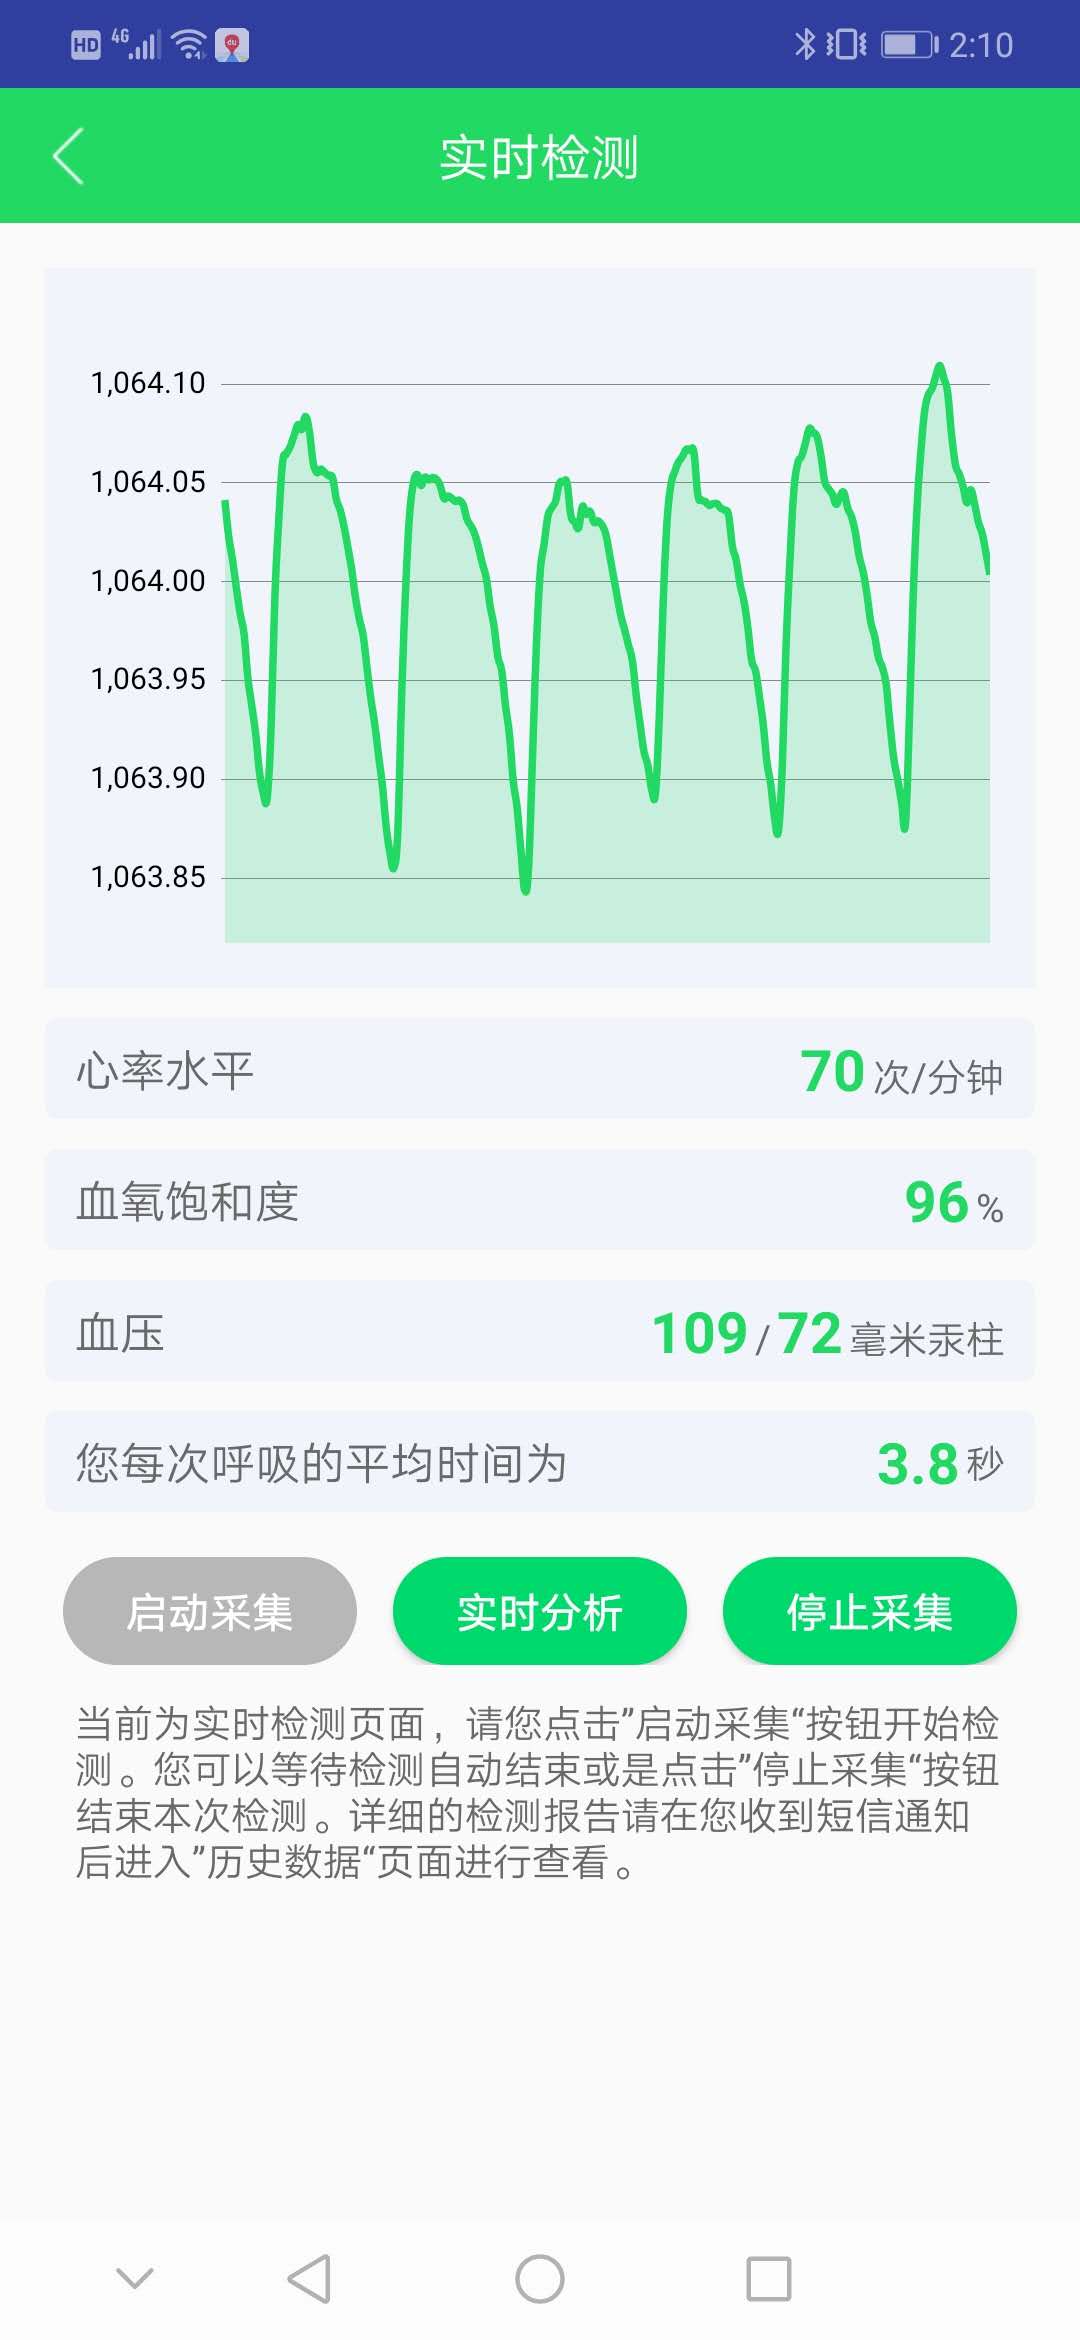 HD 4G 2:10
实时检测
1,064.10
1,064.05
1,064.00
1,063.95
1,063.90
1,063.85
心率水平 70 次/分钟
血氧饱和度 96 %
血压 109 / 72 毫米汞柱
您每次呼吸的平均时间为 3.8 秒
启动采集 实时分析 停止采集
当前为实时检测页面，请您点击”启动采集“按钮开始检
测。您可以等待检测自动结束或是点击”停止采集“按钮
结束本次检测。详细的检测报告请在您收到短信通知
后进入”历史数据“页面进行查看。